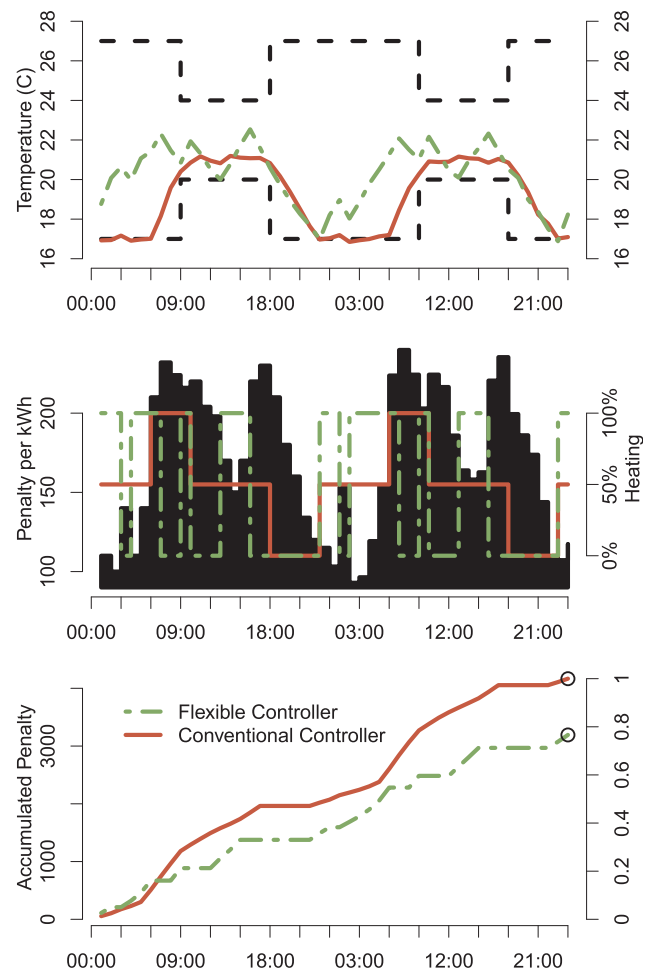 Temperature (C)
16 18 20 22 24 26 28
16 18 20 22 24 26 28
00:00 09:00 18:00 03:00 12:00 21:00
Penalty per kWh
100 150 200
0% 50% 100%
Heating
00:00 09:00 18:00 03:00 12:00 21:00
Accumulated Penalty
0 1000 3000
Flexible Controller
Conventional Controller
0 0.2 0.4 0.6 0.8 1
00:00 09:00 18:00 03:00 12:00 21:00